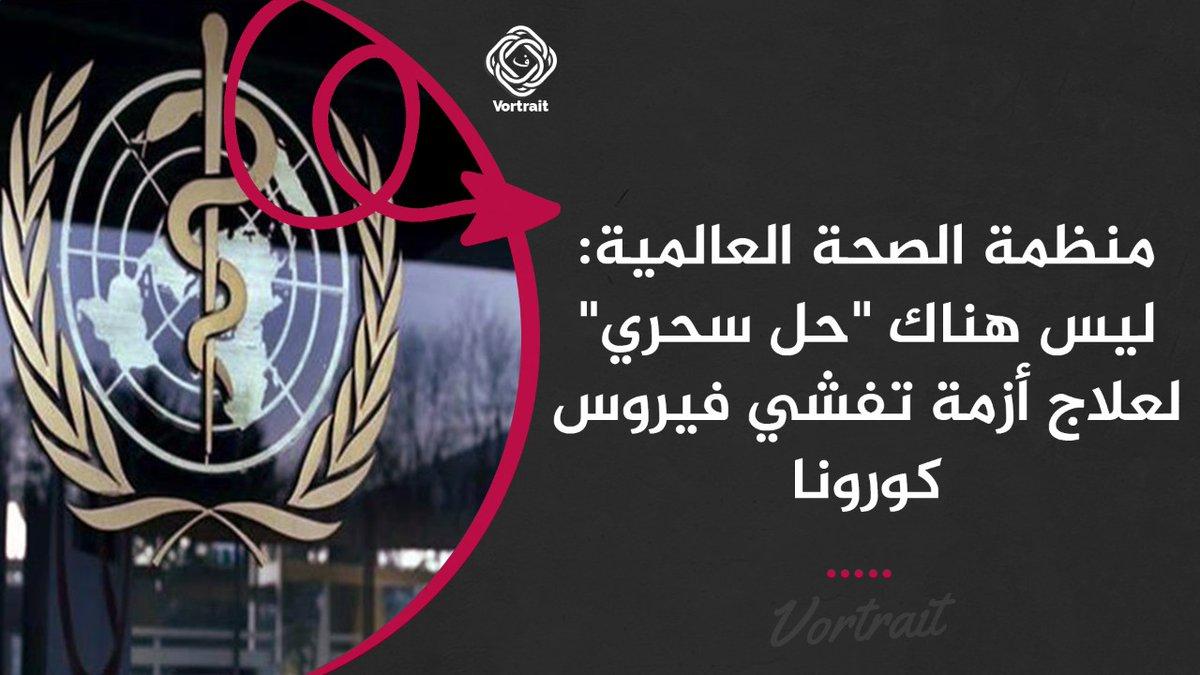 ف
Vortrait
منظمة الصحة العالمية:
ليس هناك "حل سحري"
لعلاج أزمة تفشي فيروس
كورونا
Vortrait